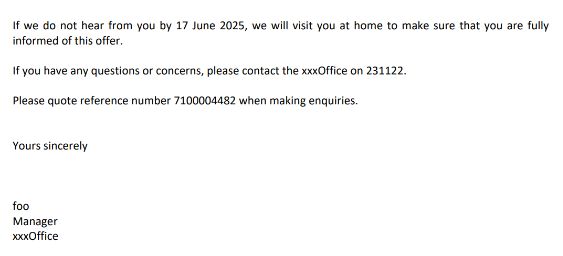 If we do not hear from you by 17 June 2025, we will visit you at home to make sure that you are fully
informed of this offer.
If you have any questions or concerns, please contact the xxxOffice on 231122.
Please quote reference number 7100004482 when making enquiries.
Yours sincerely
foo
Manager
xxxOffice